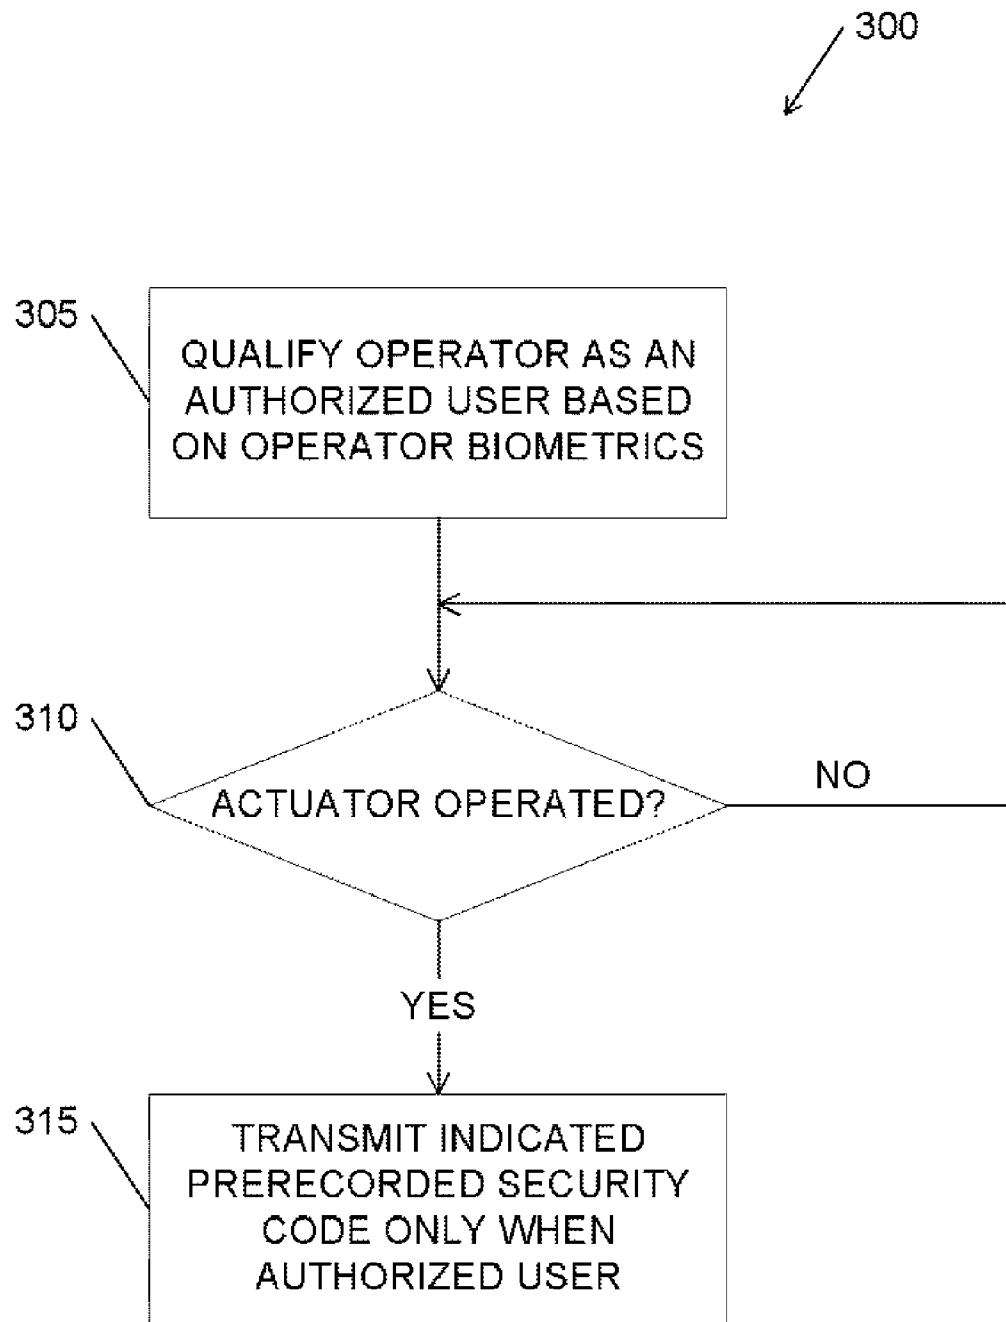 300
305
QUALIFY OPERATOR AS AN
AUTHORIZED USER BASED
ON OPERATOR BIOMETRICS
310
ACTUATOR OPERATED?
NO
YES
315
TRANSMIT INDICATED
PRERECORDED SECURITY
CODE ONLY WHEN
AUTHORIZED USER